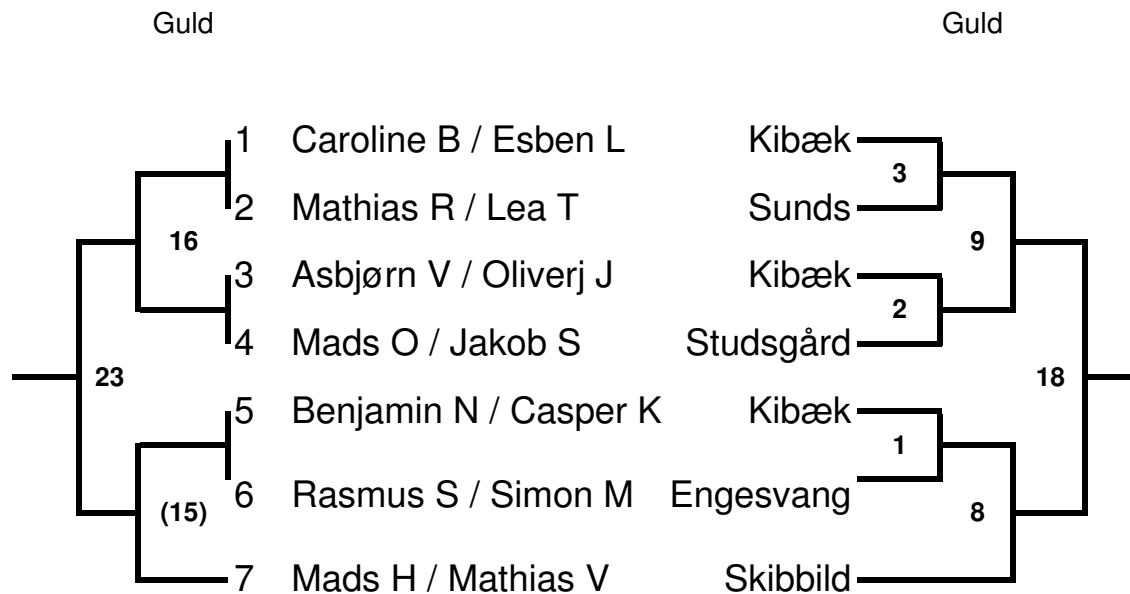 Guld Guld
1 Caroline B / Esben L Kibæk
3
2 Mathias R / Lea T Sunds
16 9
3 Asbjørn V / Oliverj J Kibæk
2
4 Mads O / Jakob S Studsgård
23 18
5 Benjamin N / Casper K Kibæk
1
6 Rasmus S / Simon M Engesvang
(15) 8
7 Mads H / Mathias V Skibbild